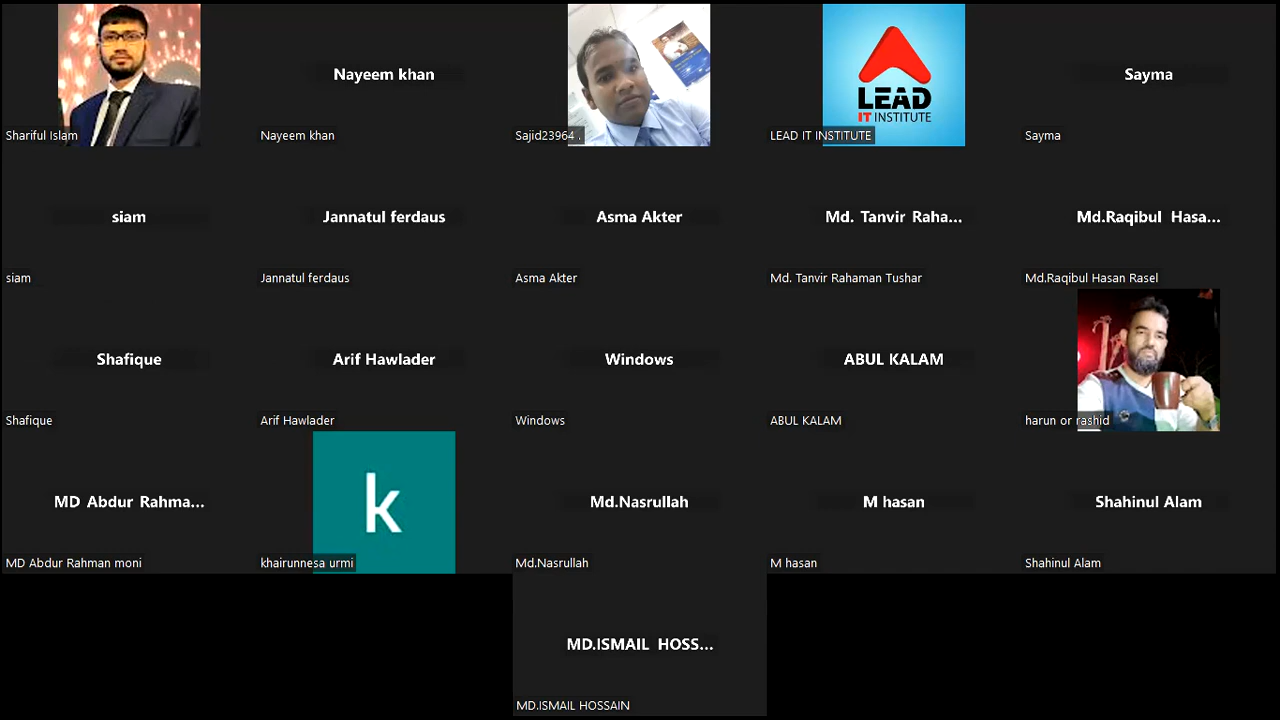 Shariful Islam
Nayeem khan
Nayeem khan
Sajid23964 .
LEAD
IT INSTITUTE
LEAD IT INSTITUTE
Sayma
Sayma
siam
siam
Jannatul ferdaus
Jannatul ferdaus
Asma Akter
Asma Akter
Md. Tanvir Raha...
Md. Tanvir Rahaman Tushar
Md.Raqibul Hasa...
Md.Raqibul Hasan Rasel
Shafique
Shafique
Arif Hawlader
Arif Hawlader
Windows
Windows
ABUL KALAM
ABUL KALAM
harun or rashid
MD Abdur Rahma...
MD Abdur Rahman moni
k
khairunnesa urmi
Md.Nasrullah
Md.Nasrullah
M hasan
M hasan
Shahinul Alam
Shahinul Alam
MD.ISMAIL HOSS...
MD.ISMAIL HOSSAIN